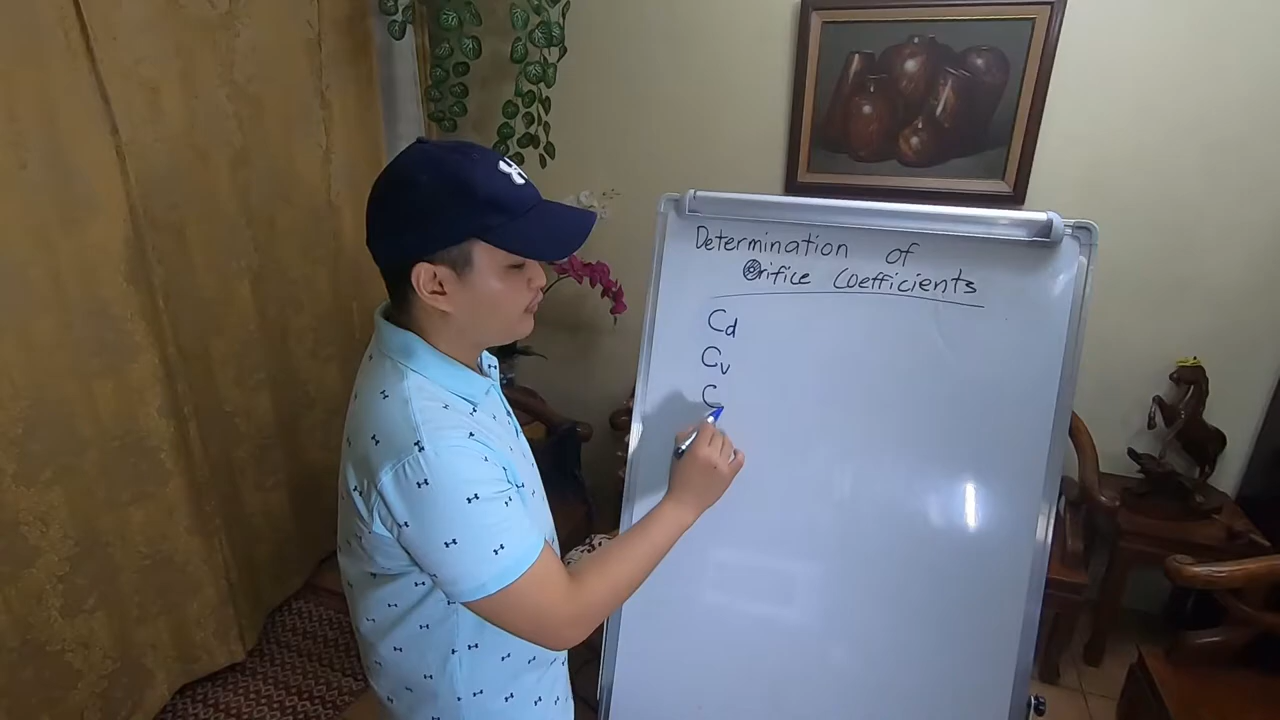 Determination of
Orifice Coefficients
Cd
Cv
C